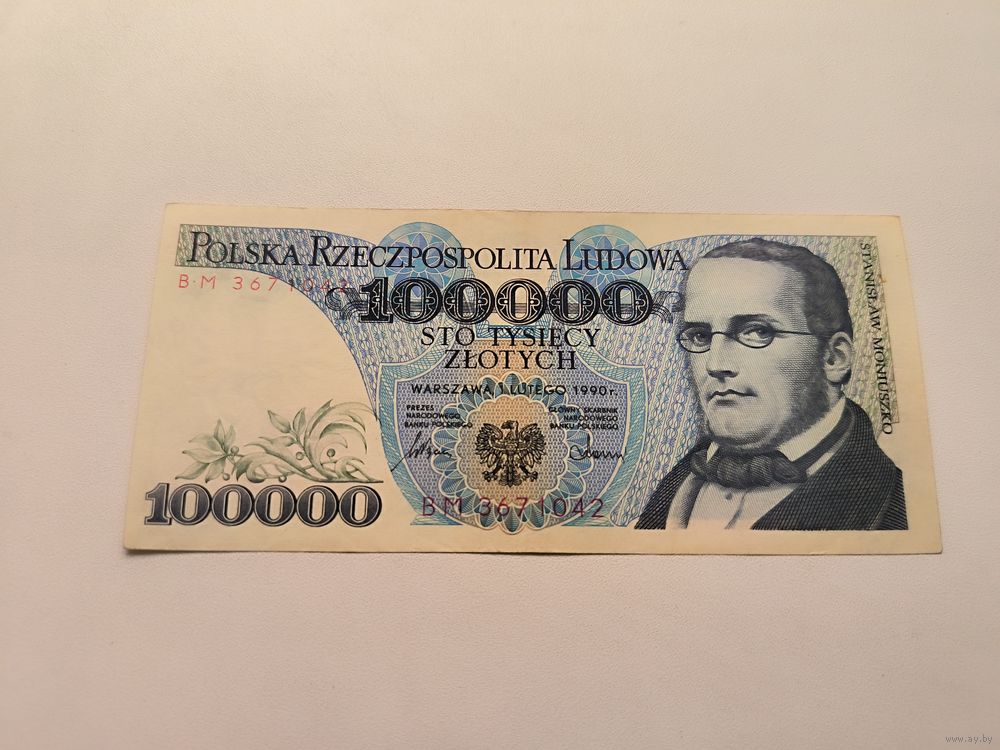 POLSKA RZECZPOSPOLITA LUDOWA
BM 3671042
100000
STO TYSIĘCY
ZŁOTYCH
WARSZAWA 1 LUTEGO 1990 r.
PREZES
NARODOWEGO
BANKU POLSKIEGO
GŁÓWNY SKARBNIK
NARODOWEGO
BANKU POLSKIEGO
STANISŁAW MONIUSZKO
100000
BM 3671042
www.ay.by